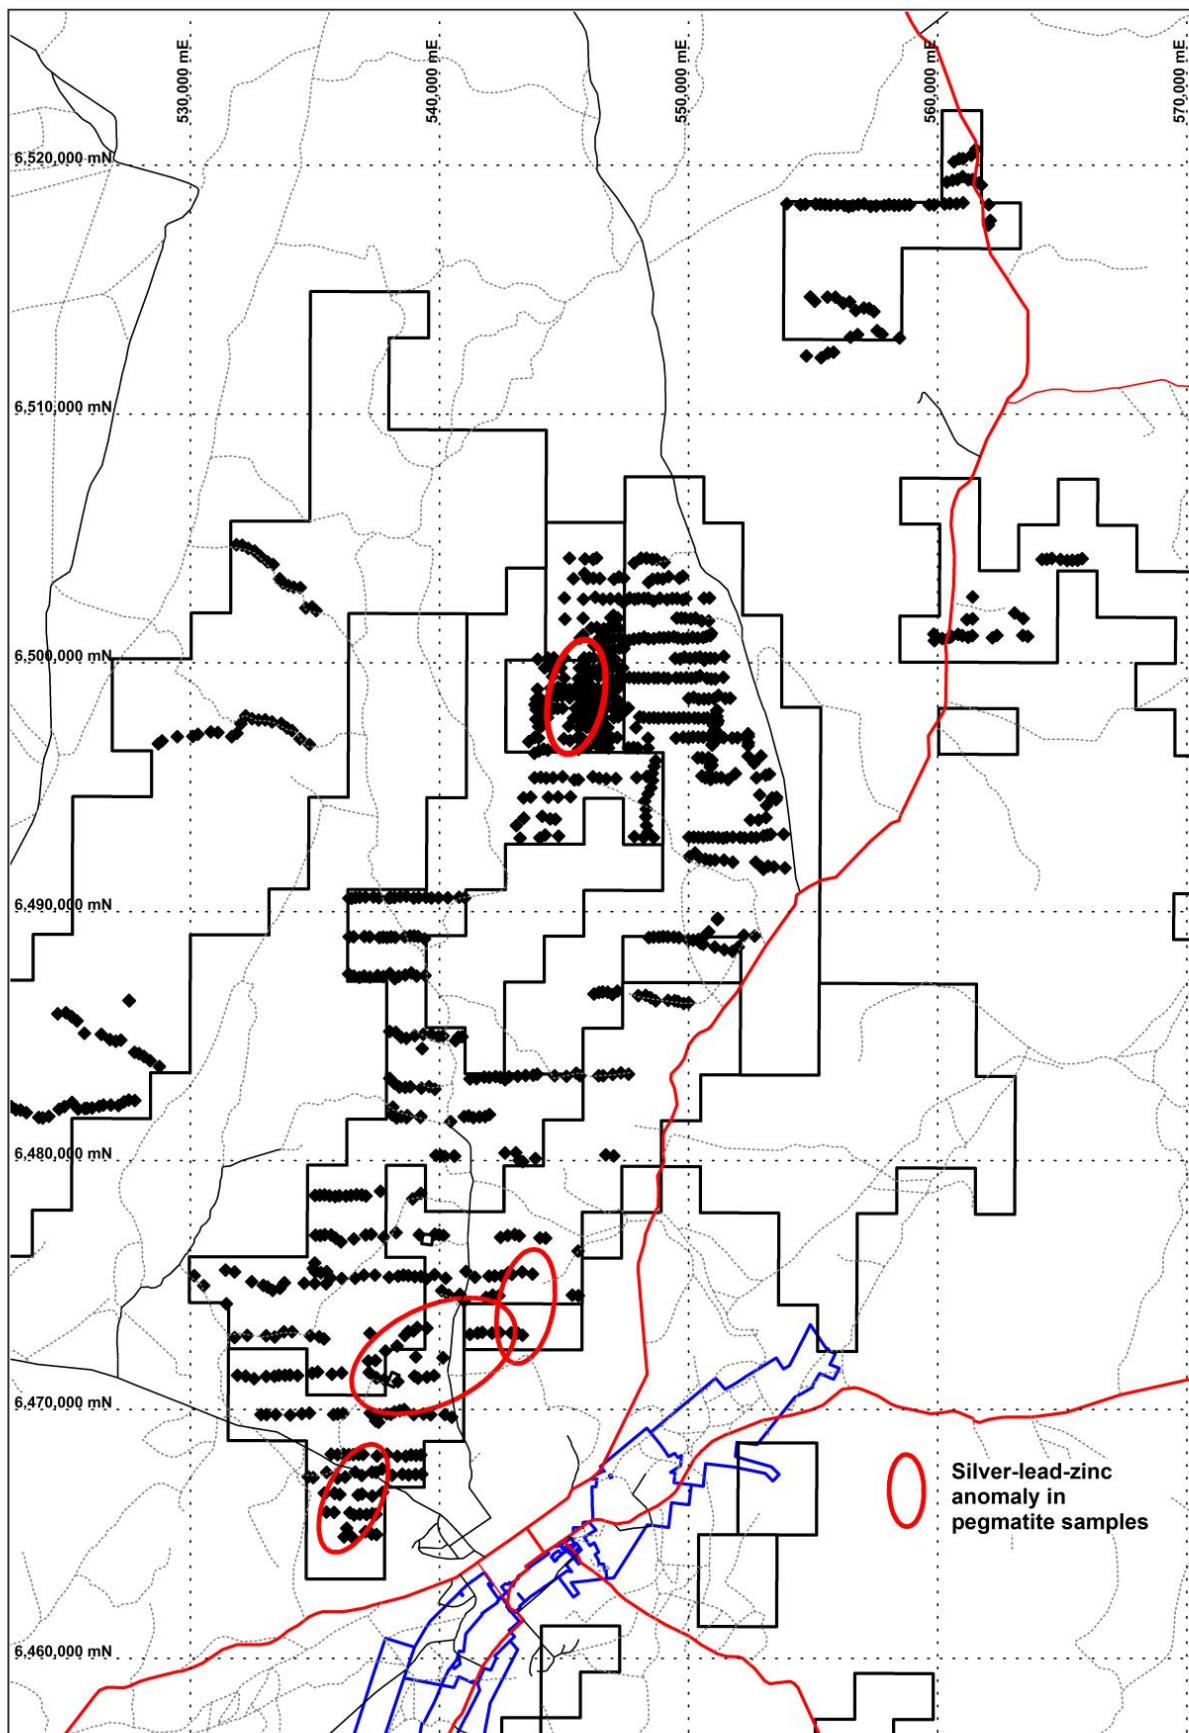 530,000 mE
540,000 mE
550,000 mE
560,000 mE
570,000 mE
6,520,000 mN
6,510,000 mN
6,500,000 mN
6,490,000 mN
6,480,000 mN
6,470,000 mN
6,460,000 mN
Silver-lead-zinc
anomaly in
pegmatite samples